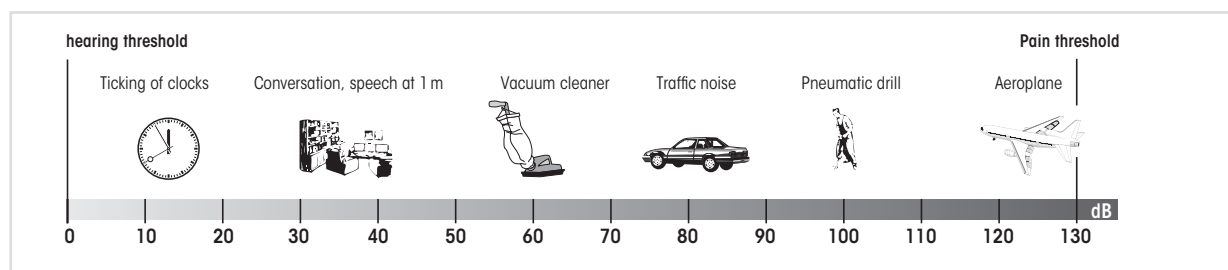 hearing threshold Pain threshold
Ticking of clocks Conversation, speech at 1 m Vacuum cleaner Traffic noise Pneumatic drill Aeroplane
dB
0 10 20 30 40 50 60 70 80 90 100 110 120 130